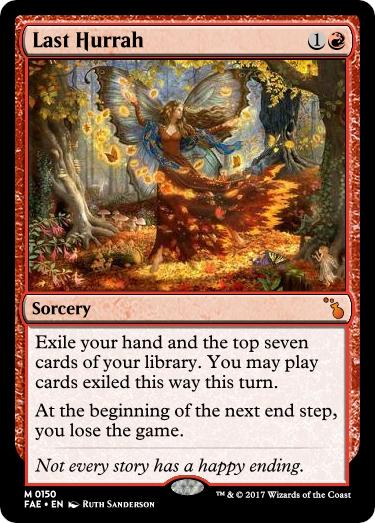 Last Hurrah 1
Sorcery
Exile your hand and the top seven
cards of your library. You may play
cards exiled this way this turn.
At the beginning of the next end step,
you lose the game.
Not every story has a happy ending.
M 0150
FAE • EN Ruth Sanderson
™ & © 2017 Wizards of the Coast